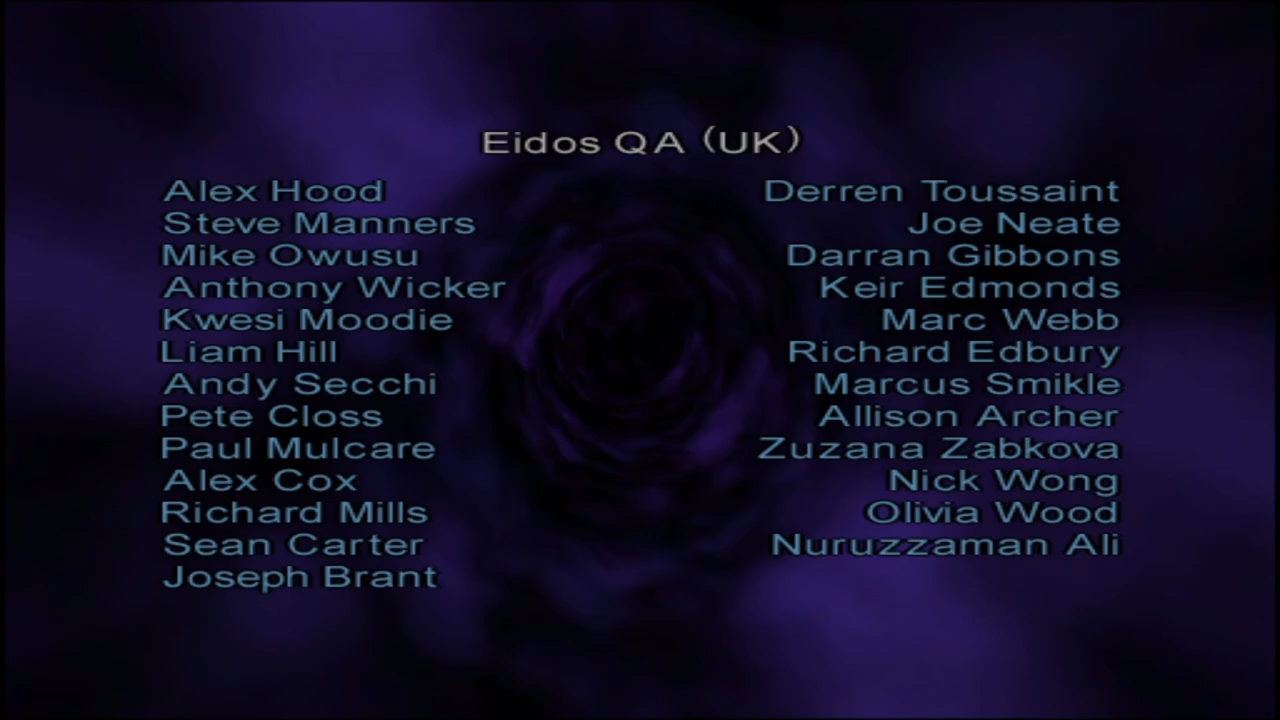 Eidos QA (UK)
Alex Hood
Steve Manners
Mike Owusu
Anthony Wicker
Kwesi Moodie
Liam Hill
Andy Secchi
Pete Closs
Paul Mulcare
Alex Cox
Richard Mills
Sean Carter
Joseph Brant
Derren Toussaint
Joe Neate
Darran Gibbons
Keir Edmonds
Marc Webb
Richard Edbury
Marcus Smikle
Allison Archer
Zuzana Zabkova
Nick Wong
Olivia Wood
Nuruzzaman Ali